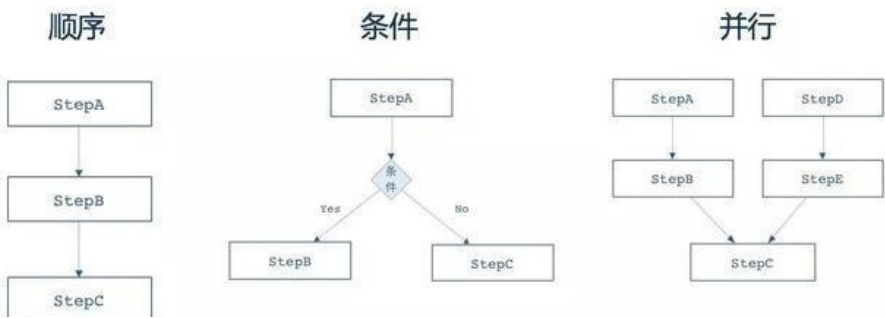 顺序
StepA
StepB
StepC
条件
StepA
条
件
Yes
No
StepB
StepC
并行
StepA
StepD
StepB
StepE
StepC